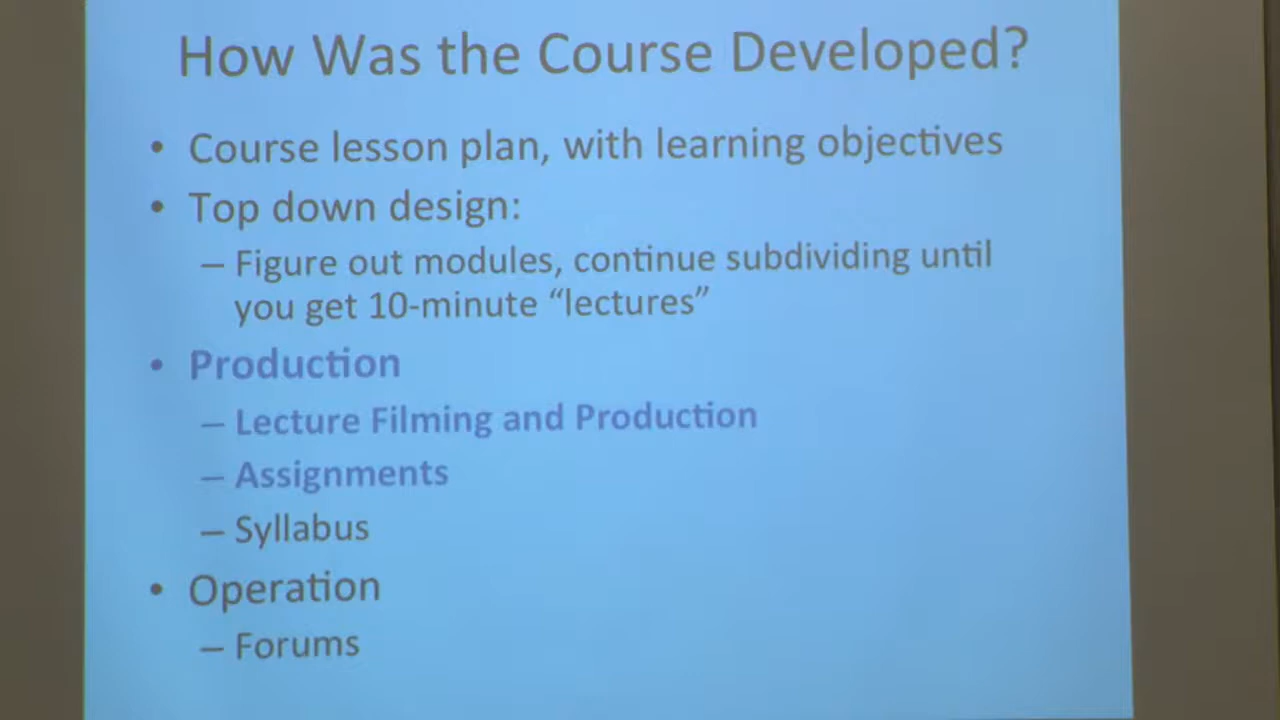 How Was the Course Developed?
• Course lesson plan, with learning objectives
• Top down design:
– Figure out modules, continue subdividing until
you get 10-minute “lectures”
• Production
– Lecture Filming and Production
– Assignments
– Syllabus
• Operation
– Forums